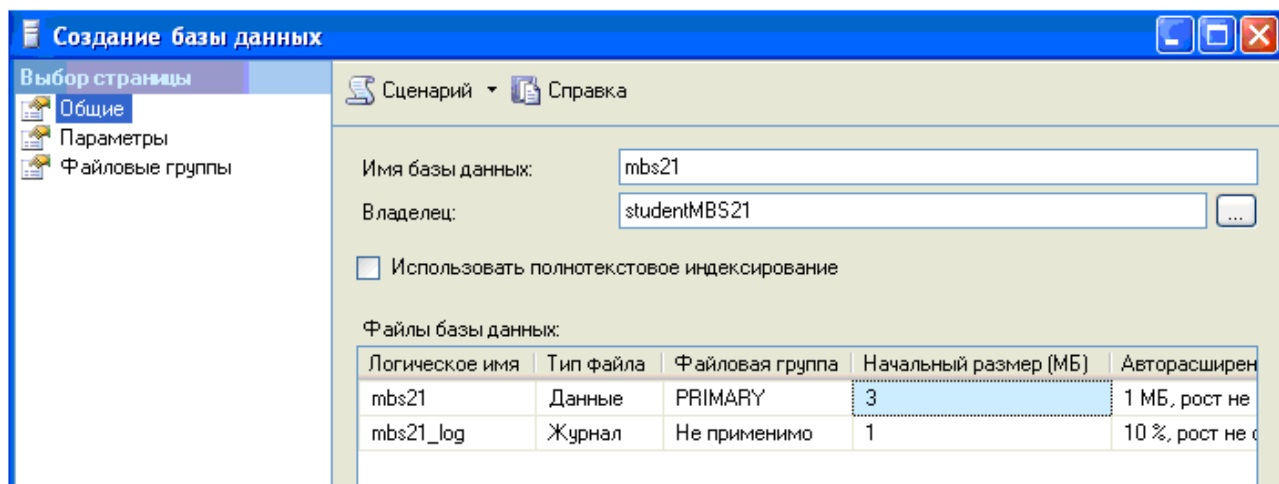 Создание базы данных
Выбор страницы
Общие
Параметры
Файловые группы
Сценарий Справка
Имя базы данных: mbs21
Владелец: studentMBS21 ...
Использовать полнотекстовое индексирование
Файлы базы данных:
Логическое имя Тип файла Файловая группа Начальный размер (МБ) Авторасширен
mbs21 Данные PRIMARY 3 1 МБ, рост не
mbs21_log Журнал Не применимо 1 10 %, рост не о